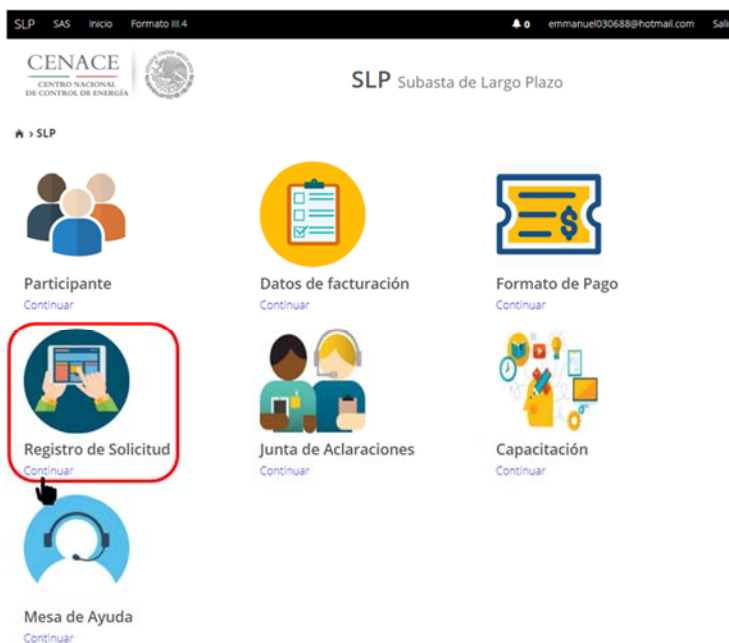 SLP SAS Inicio Formato III.4 0 emmanuel030688@hotmail.com
CENACE
CENTRO NACIONAL
DE CONTROL DE ENERGÍA
SLP Subasta de Largo Plazo
> SLP
Participante Datos de facturación Formato de Pago
Continuar Continuar Continuar
Registro de Solicitud Junta de Aclaraciones Capacitación
Continuar Continuar Continuar
Mesa de Ayuda
Continuar